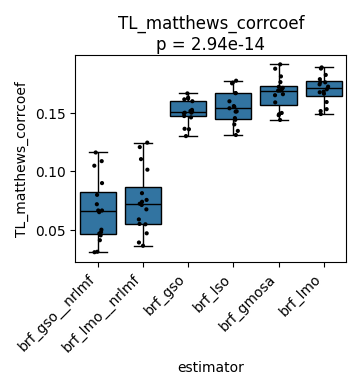 TL_matthews_corrcoef
p = 2.94e-14
TL_matthews_corrcoef
0.15
0.10
0.05
brf_gso__nrlmf
brf_lmo__nrlmf
brf_gso
brf_lso
brf_gmosa
brf_lmo
estimator